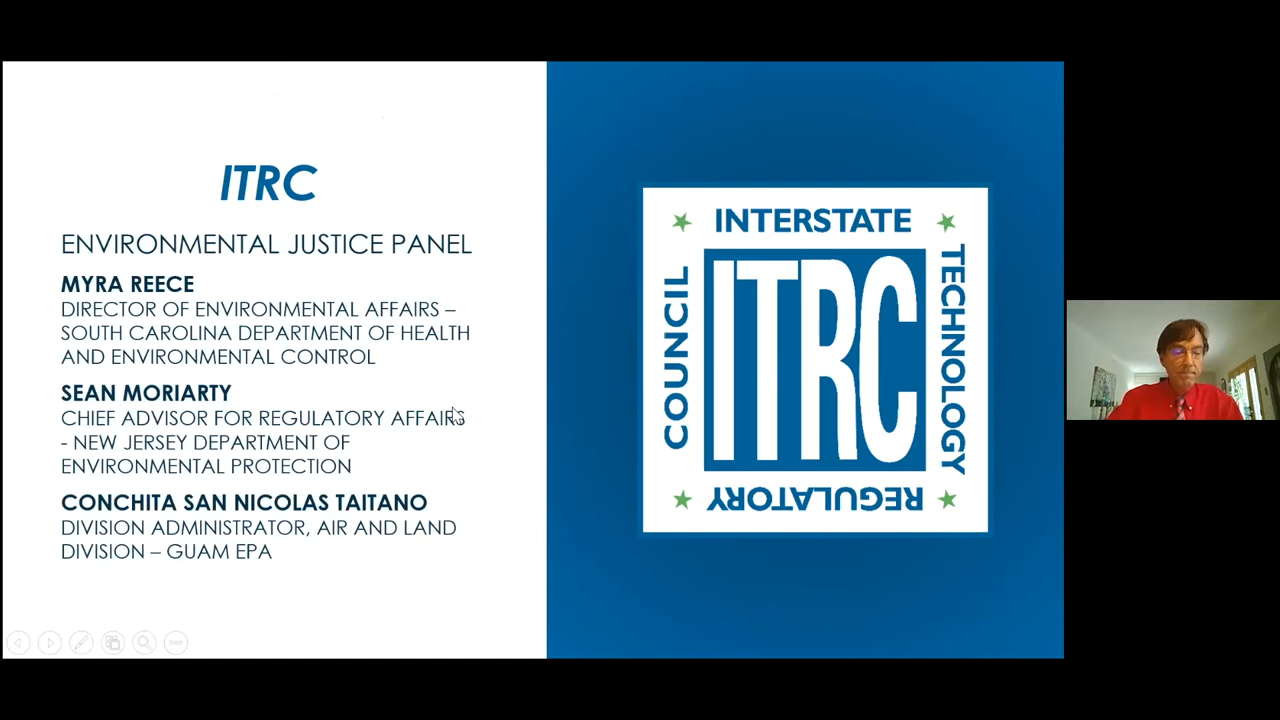 ITRC
ENVIRONMENTAL JUSTICE PANEL
MYRA REECE
DIRECTOR OF ENVIRONMENTAL AFFAIRS –
SOUTH CAROLINA DEPARTMENT OF HEALTH
AND ENVIRONMENTAL CONTROL
SEAN MORIARTY
CHIEF ADVISOR FOR REGULATORY AFFAIRS
- NEW JERSEY DEPARTMENT OF
ENVIRONMENTAL PROTECTION
CONCHITA SAN NICOLAS TAITANO
DIVISION ADMINISTRATOR, AIR AND LAND
DIVISION – GUAM EPA
INTERSTATE
TECHNOLOGY
REGULATORY
COUNCIL
ITRC